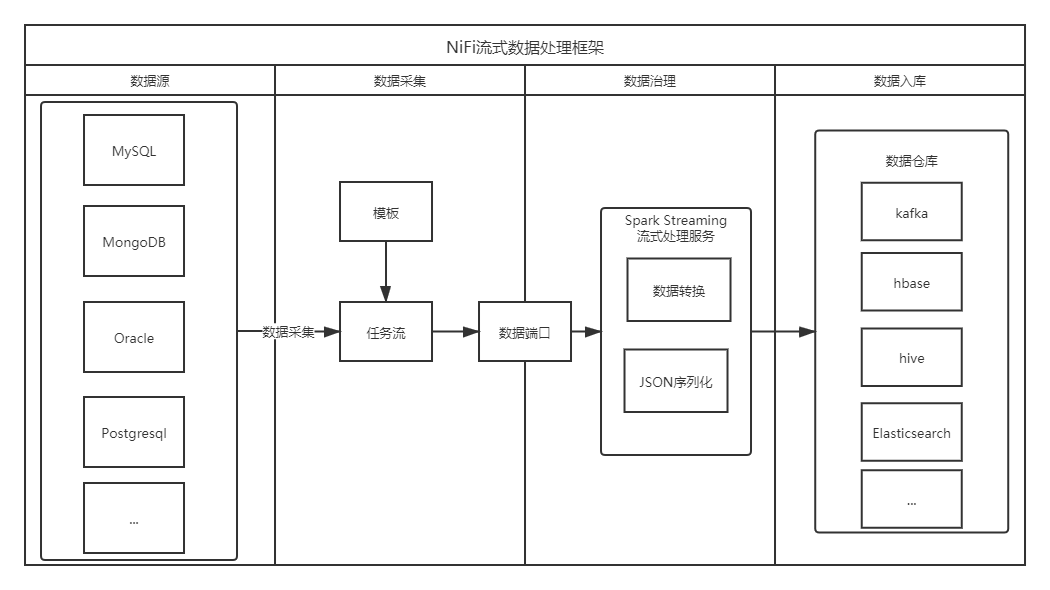 NiFi流式数据处理框架
数据源
数据采集
数据治理
数据入库
MySQL
MongoDB
Oracle
Postgresql
...
数据采集
模板
任务流
数据端口
Spark Streaming
流式处理服务
数据转换
JSON序列化
数据仓库
kafka
hbase
hive
Elasticsearch
...